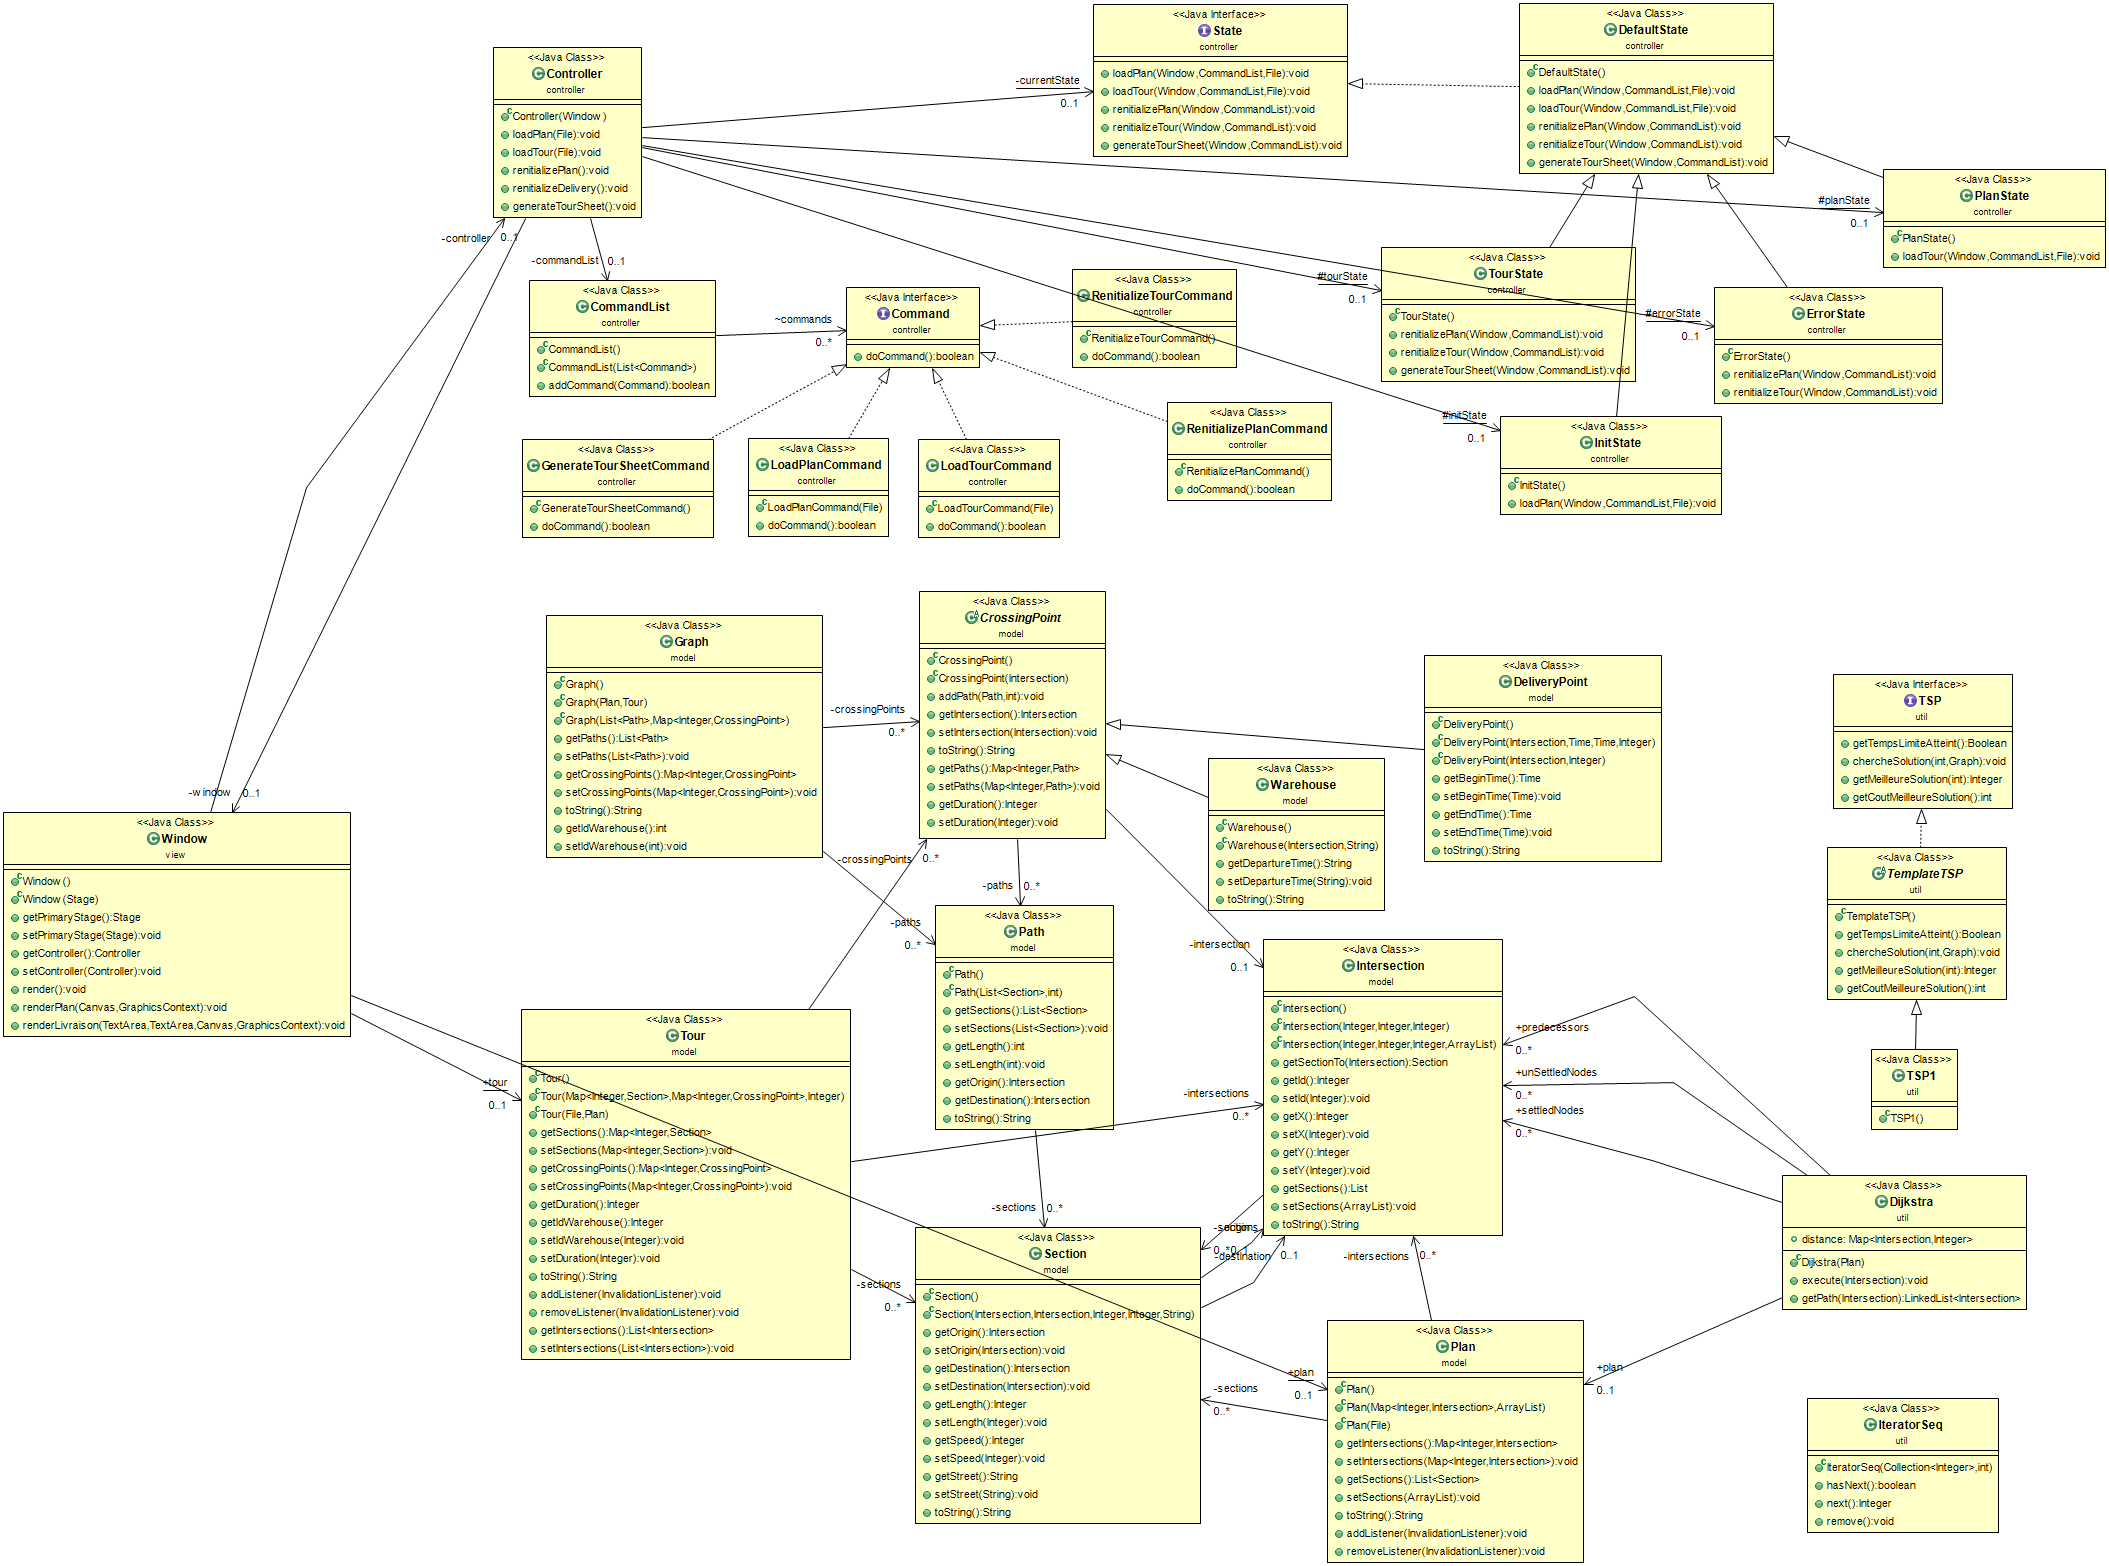 <<Java Class>>
Controller
controller
Controller(Window )
loadPlan(File):void
loadTour(File):void
renitializePlan():void
renitializeDelivery():void
generateTourSheet():void
<<Java Interface>>
State
controller
loadPlan(Window,CommandList,File):void
loadTour(Window,CommandList,File):void
renitializePlan(Window,CommandList):void
renitializeTour(Window,CommandList):void
generateTourSheet(Window,CommandList):void
<<Java Class>>
DefaultState
controller
DefaultState()
loadPlan(Window,CommandList,File):void
loadTour(Window,CommandList,File):void
renitializePlan(Window,CommandList):void
renitializeTour(Window,CommandList):void
generateTourSheet(Window,CommandList):void
<<Java Class>>
PlanState
controller
PlanState()
loadTour(Window,CommandList,File):void
-currentState
0..1
#planState
0..1
-controller
0..1
-commandList
0..1
#tourState
0..1
#errorState
0..1
#initState
0..1
<<Java Class>>
TourState
controller
TourState()
renitializePlan(Window,CommandList):void
renitializeTour(Window,CommandList):void
generateTourSheet(Window,CommandList):void
<<Java Class>>
ErrorState
controller
ErrorState()
renitializePlan(Window,CommandList):void
renitializeTour(Window,CommandList):void
<<Java Class>>
InitState
controller
InitState()
loadPlan(Window,CommandList,File):void
<<Java Class>>
CommandList
controller
CommandList()
CommandList(List<Command>)
addCommand(Command):boolean
~commands
0..*
<<Java Interface>>
Command
controller
doCommand():boolean
<<Java Class>>
RenitializeTourCommand
controller
RenitializeTourCommand()
doCommand():boolean
<<Java Class>>
RenitializePlanCommand
controller
RenitializePlanCommand()
doCommand():boolean
<<Java Class>>
GenerateTourSheetCommand
controller
GenerateTourSheetCommand()
doCommand():boolean
<<Java Class>>
LoadPlanCommand
controller
LoadPlanCommand(File)
doCommand():boolean
<<Java Class>>
LoadTourCommand
controller
LoadTourCommand(File)
doCommand():boolean
<<Java Class>>
Graph
model
Graph()
Graph(Plan,Tour)
Graph(List<Path>,Map<Integer,CrossingPoint>)
getPaths():List<Path>
setPaths(List<Path>):void
getCrossingPoints():Map<Integer,CrossingPoint>
setCrossingPoints(Map<Integer,CrossingPoint>):void
toString():String
getIdWarehouse():int
setIdWarehouse(int):void
-crossingPoints
0..*
<<Java Class>>
CrossingPoint
model
CrossingPoint()
CrossingPoint(Intersection)
addPath(Path,int):void
getIntersection():Intersection
setIntersection(Intersection):void
toString():String
getPaths():Map<Integer,Path>
setPaths(Map<Integer,Path>):void
getDuration():Integer
setDuration(Integer):void
<<Java Class>>
DeliveryPoint
model
DeliveryPoint()
DeliveryPoint(Intersection,Time,Time,Integer)
DeliveryPoint(Intersection,Integer)
getBeginTime():Time
setBeginTime(Time):void
getEndTime():Time
setEndTime(Time):void
toString():String
<<Java Class>>
Warehouse
model
Warehouse()
Warehouse(Intersection,String)
getDepartureTime():String
setDepartureTime(String):void
toString():String
<<Java Interface>>
TSP
util
getTempsLimiteAtteint():Boolean
chercheSolution(int,Graph):void
getMeilleureSolution(int):Integer
getCoutMeilleureSolution():int
<<Java Class>>
TemplateTSP
util
TemplateTSP()
getTempsLimiteAtteint():Boolean
chercheSolution(int,Graph):void
getMeilleureSolution(int):Integer
getCoutMeilleureSolution():int
<<Java Class>>
TSP1
util
TSP1()
-window
0..1
<<Java Class>>
Window
view
Window ()
Window (Stage)
getPrimaryStage():Stage
setPrimaryStage(Stage):void
getController():Controller
setController(Controller):void
render():void
renderPlan(Canvas,GraphicsContext):void
renderLivraison(TextArea,TextArea,Canvas,GraphicsContext):void
-crossingPoints
0..*
-paths
0..*
-paths
0..*
-intersection
0..1
<<Java Class>>
Path
model
Path()
Path(List<Section>,int)
getSections():List<Section>
setSections(List<Section>):void
getLength():int
setLength(int):void
getOrigin():Intersection
getDestination():Intersection
toString():String
<<Java Class>>
Intersection
model
Intersection()
Intersection(Integer,Integer,Integer)
Intersection(Integer,Integer,Integer,ArrayList)
getSectionTo(Intersection):Section
getId():Integer
setId(Integer):void
getX():Integer
setX(Integer):void
getY():Integer
setY(Integer):void
getSections():List
setSections(ArrayList):void
toString():String
+predecessors
0..*
+unSettledNodes
0..*
+settledNodes
0..*
+tour
0..1
<<Java Class>>
Tour
model
Tour()
Tour(Map<Integer,Section>,Map<Integer,CrossingPoint>,Integer)
Tour(File,Plan)
getSections():Map<Integer,Section>
setSections(Map<Integer,Section>):void
getCrossingPoints():Map<Integer,CrossingPoint>
setCrossingPoints(Map<Integer,CrossingPoint>):void
getDuration():Integer
getIdWarehouse():Integer
setIdWarehouse(Integer):void
setDuration(Integer):void
toString():String
addListener(InvalidationListener):void
removeListener(InvalidationListener):void
getIntersections():List<Intersection>
setIntersections(List<Intersection>):void
-intersections
0..*
-sections
0..*
-sections
0..*
-sections
0..*
-origin
0..1
-destination
0..1
-intersections
0..*
<<Java Class>>
Section
model
Section()
Section(Intersection,Intersection,Integer,Integer,String)
getOrigin():Intersection
setOrigin(Intersection):void
getDestination():Intersection
setDestination(Intersection):void
getLength():Integer
setLength(Integer):void
getSpeed():Integer
setSpeed(Integer):void
getStreet():String
setStreet(String):void
toString():String
<<Java Class>>
Dijkstra
util
distance: Map<Intersection,Integer>
Dijkstra(Plan)
execute(Intersection):void
getPath(Intersection):LinkedList<Intersection>
+plan
0..1
+plan
0..1
-sections
0..*
<<Java Class>>
Plan
model
Plan()
Plan(Map<Integer,Intersection>,ArrayList)
Plan(File)
getIntersections():Map<Integer,Intersection>
setIntersections(Map<Integer,Intersection>):void
getSections():List<Section>
setSections(ArrayList):void
toString():String
addListener(InvalidationListener):void
removeListener(InvalidationListener):void
<<Java Class>>
IteratorSeq
util
IteratorSeq(Collection<Integer>,int)
hasNext():boolean
next():Integer
remove():void